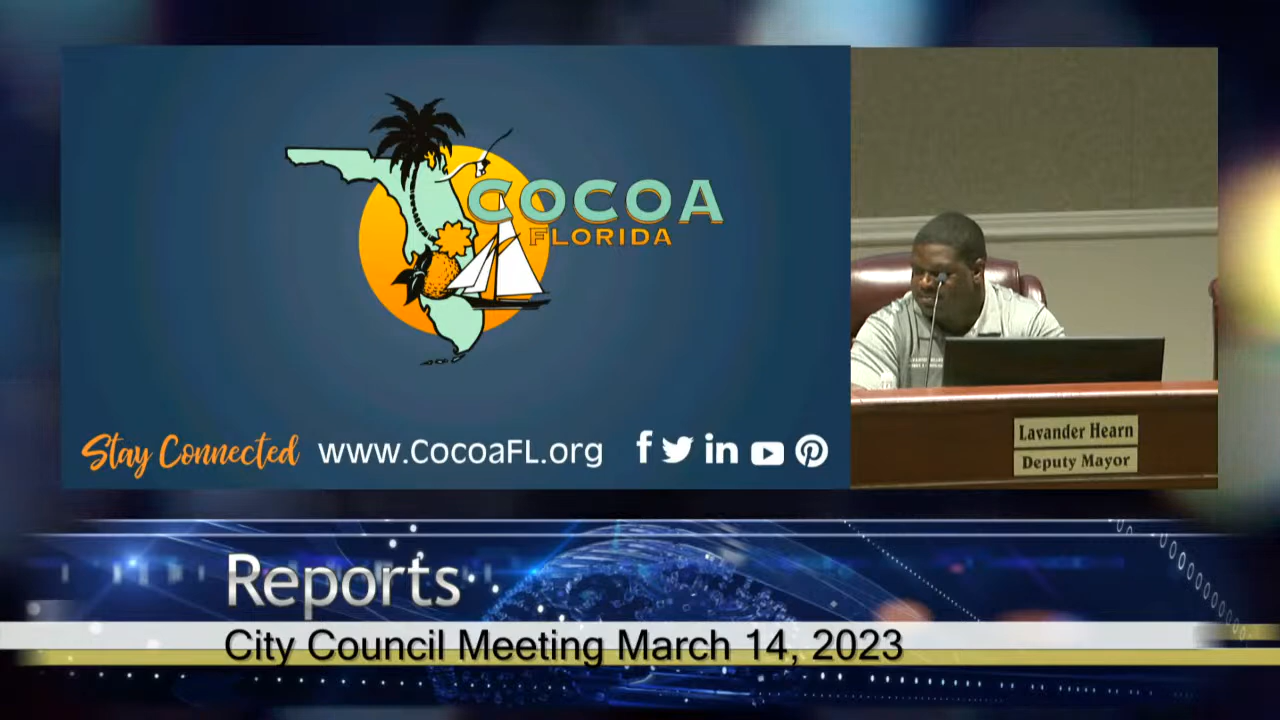 COCOA
FLORIDA
Stay Connected www.CocoaFL.org
Lavander Hearn
Deputy Mayor
Reports
City Council Meeting March 14, 2023